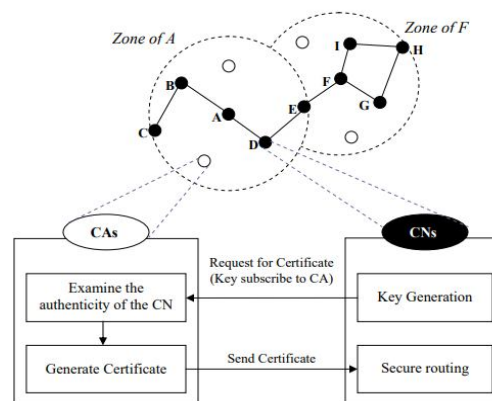 Zone of A
Zone of F
I
H
B
F
E
G
A
C
D
CAs
CNs
Request for Certificate
(Key subscribe to CA)
Examine the
authenticity of the CN
Key Generation
Send Certificate
Generate Certificate
Secure routing